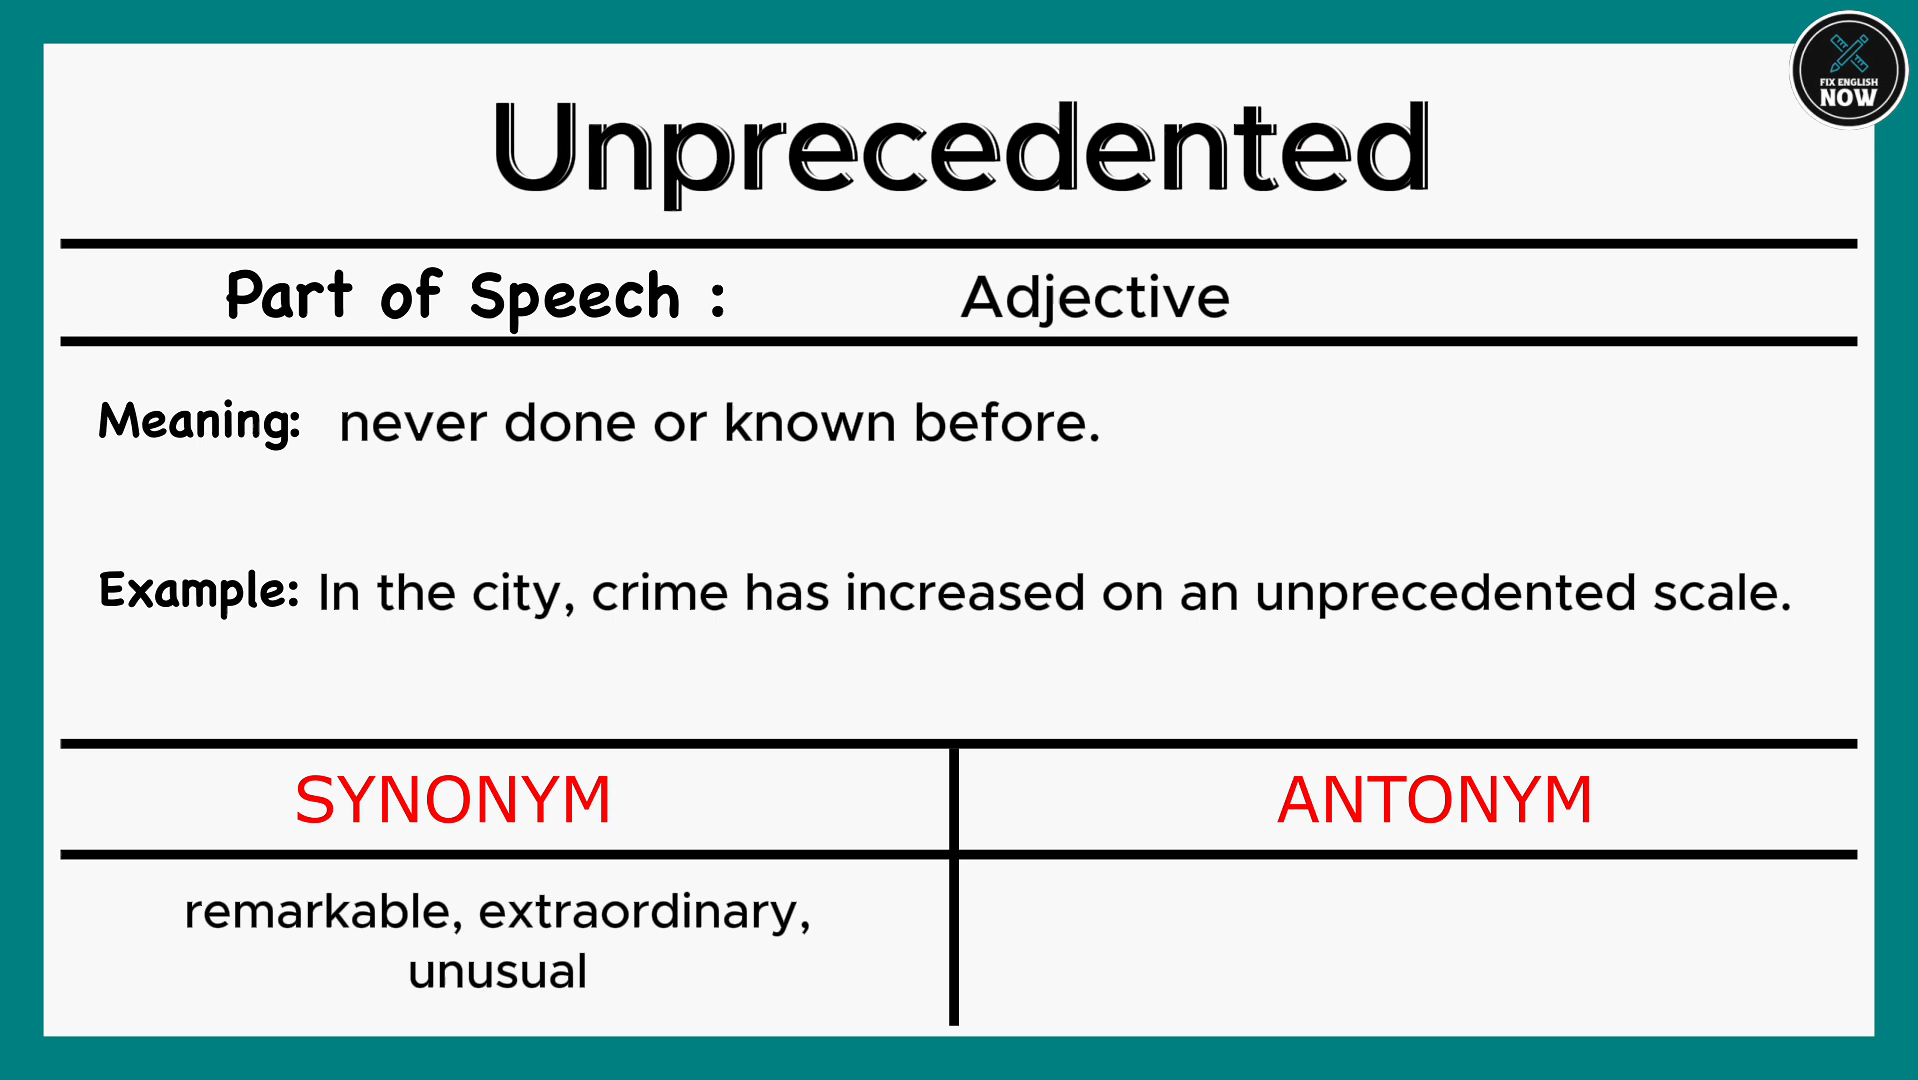 FIX ENGLISH
NOW
Unprecedented
Part of Speech : Adjective
Meaning: never done or known before.
Example: In the city, crime has increased on an unprecedented scale.
SYNONYM
ANTONYM
remarkable, extraordinary,
unusual